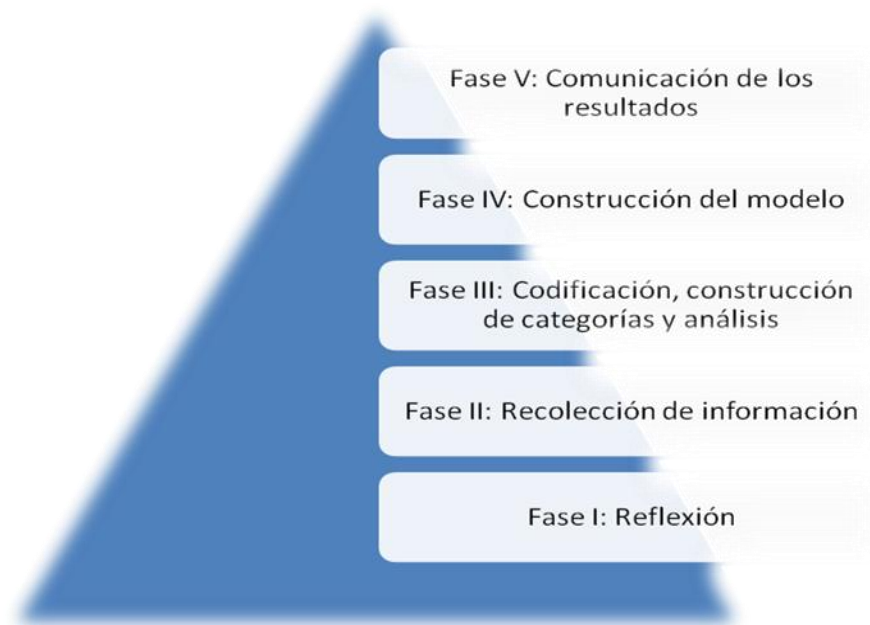 Fase V: Comunicación de los
resultados
Fase IV: Construcción del modelo
Fase III: Codificación, construcción
de categorías y análisis
Fase II: Recolección de información
Fase I: Reflexión